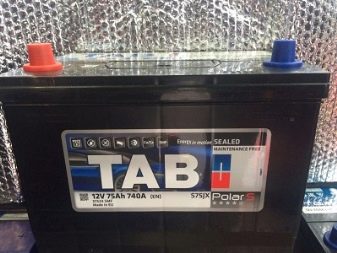 Energy in motion
SEALED
MAINTENANCE FREE
TAB
12V 75Ah 740A (EN)
S75JX
Polar S
Made in EU